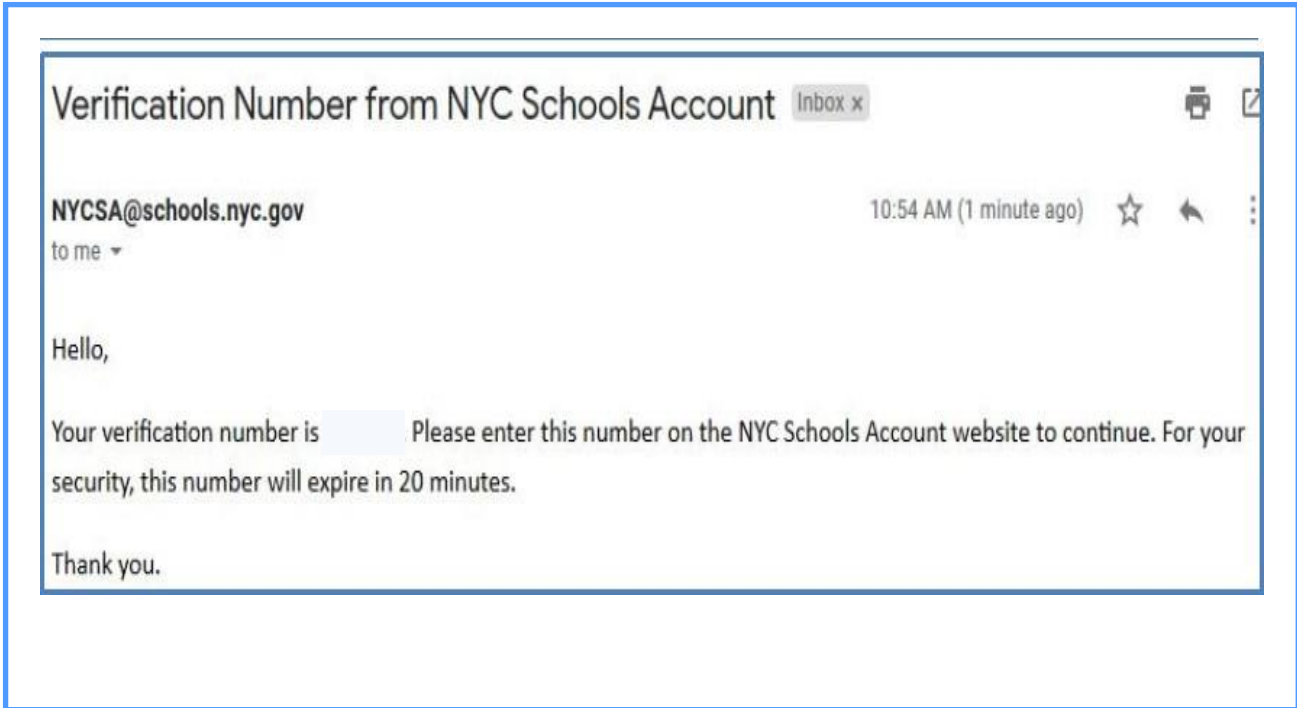 Verification Number from NYC Schools Account Inbox x
NYCSA@schools.nyc.gov 10:54 AM (1 minute ago)
to me
Hello,
Your verification number is . Please enter this number on the NYC Schools Account website to continue. For your
security, this number will expire in 20 minutes.
Thank you.